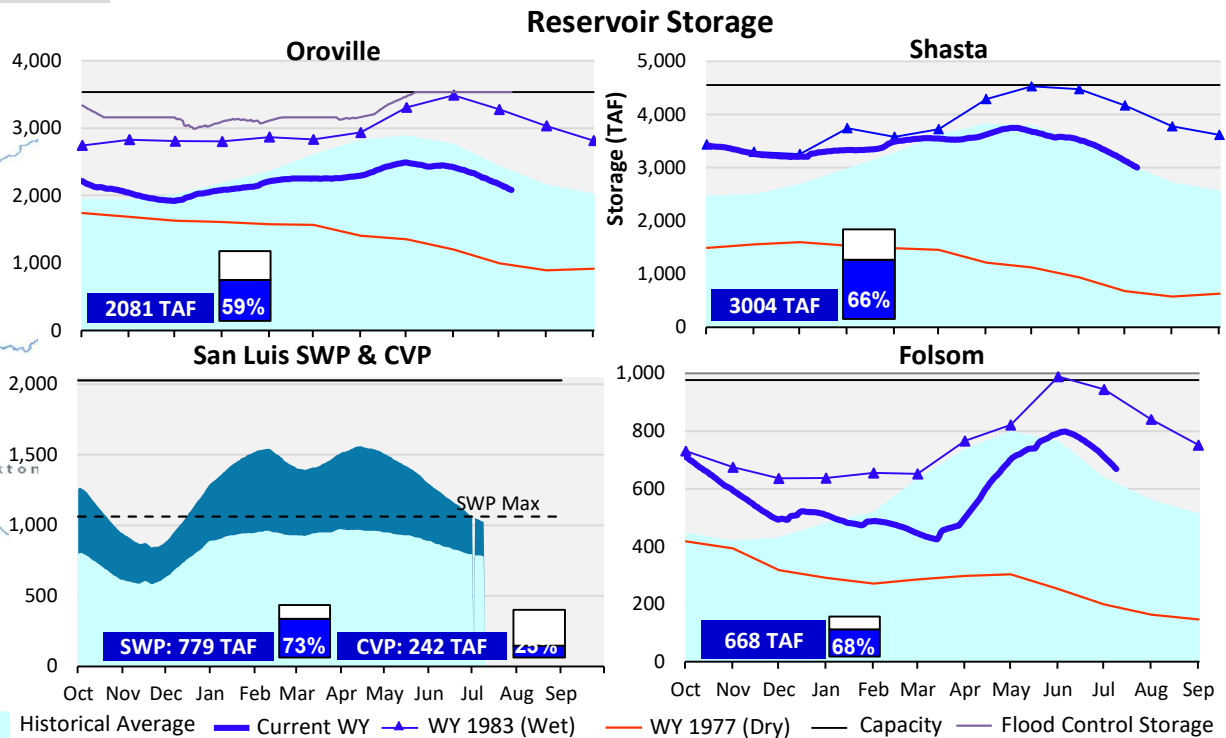 Reservoir Storage
Oroville
4,000
3,000
2,000
1,000
0
2081 TAF
59%
Shasta
Storage (TAF)
5,000
4,000
3,000
2,000
1,000
0
3004 TAF
66%
San Luis SWP & CVP
2,000
1,500
1,000
500
0
SWP Max
SWP: 779 TAF
73%
CVP: 242 TAF
25%
Oct Nov Dec Jan Feb Mar Apr May Jun Jul Aug Sep
Folsom
1,000
800
600
400
200
0
668 TAF
68%
Oct Nov Dec Jan Feb Mar Apr May Jun Jul Aug Sep
kton
Historical Average Current WY WY 1983 (Wet) WY 1977 (Dry) Capacity Flood Control Storage